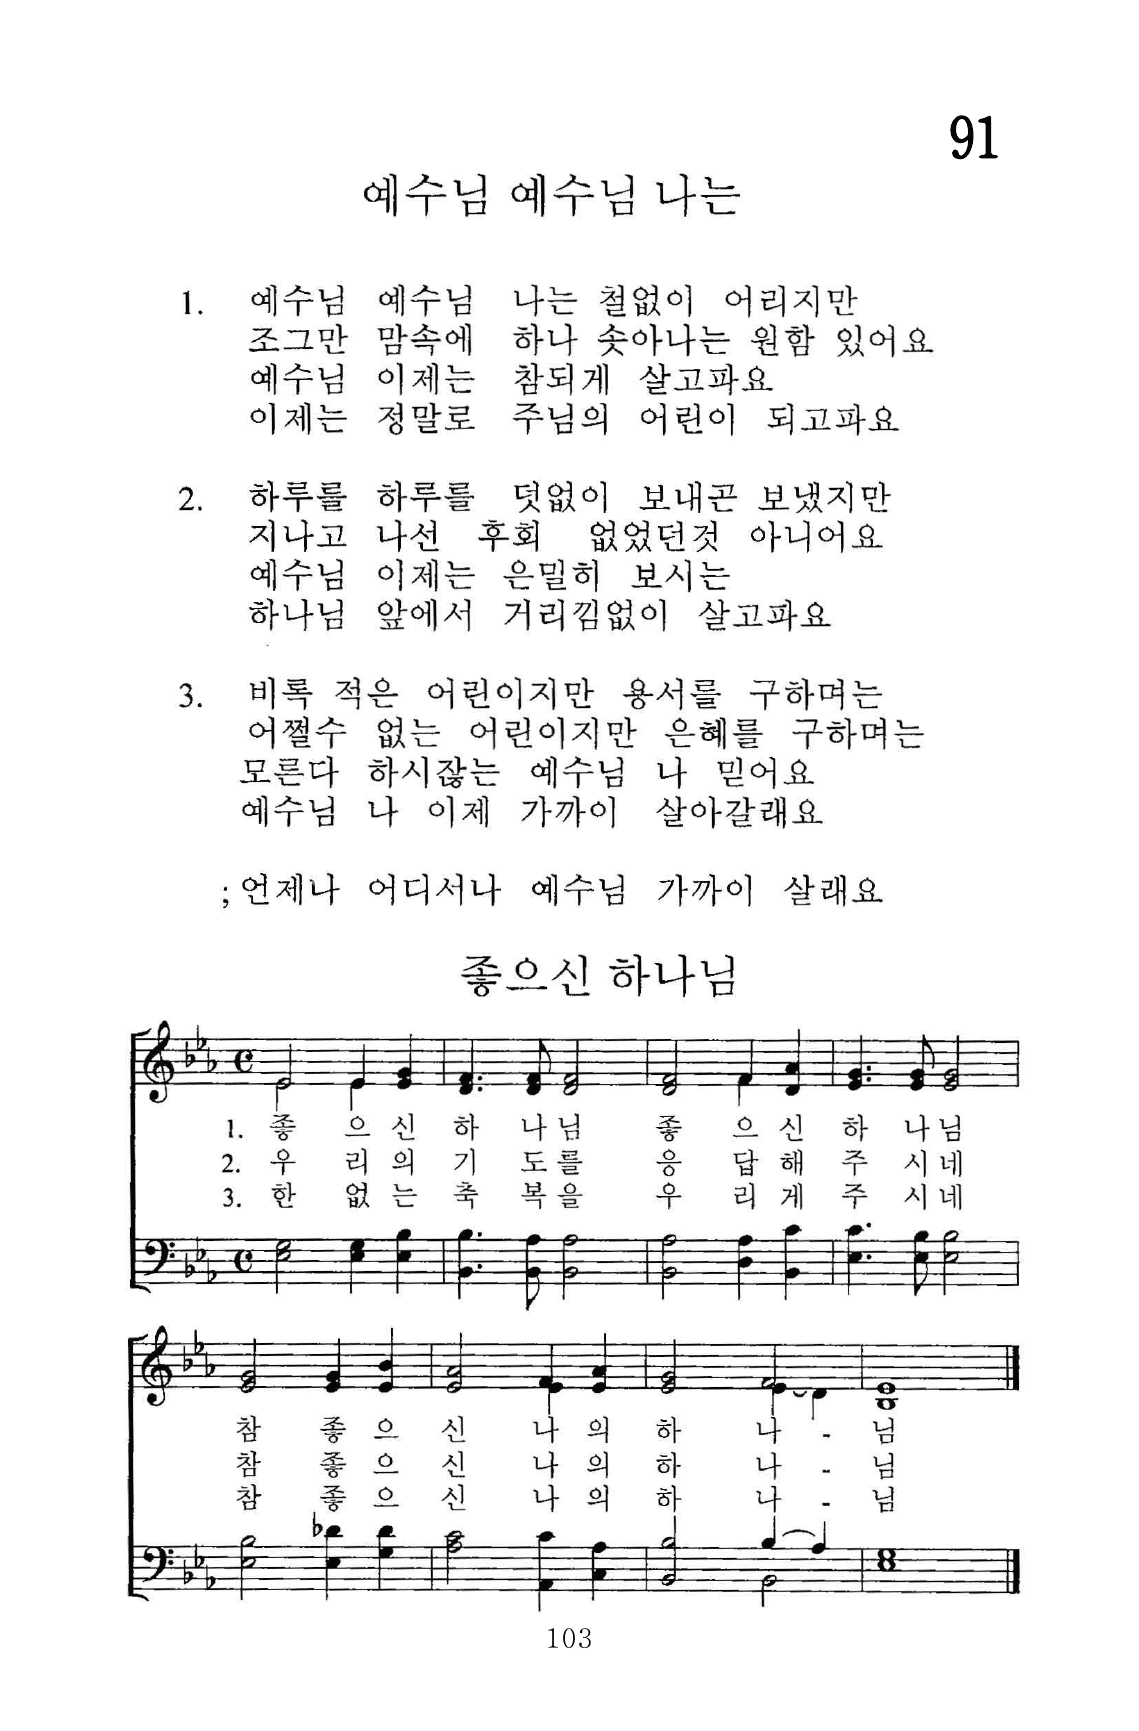 91
예수님 예수님 나는
1. 예수님 예수님 나는 철없이 어리지만
조그만 맘속에 하나 솟아나는 원함 있어요
예수님 이제는 참되게 살고파요
이제는 정말로 주님의 어린이 되고파요
2. 하루를 하루를 덧없이 보내곤 보냈지만
지나고 나선 후회 없었던것 아니어요
예수님 이제는 은밀히 보시는
하나님 앞에서 거리낌없이 살고파요
3. 비록 적은 어린이지만 용서를 구하며는
어쩔수 없는 어린이지만 은혜를 구하며는
모른다 하시잖는 예수님 나 믿어요
예수님 나 이제 가까이 살아갈래요
; 언제나 어디서나 예수님 가까이 살래요
좋으신 하나님
1. 좋 으 신 하 나 님 좋 으 신 하 나 님
2. 우 리 의 기 도 를 응 답 해 주 시 네
3. 한 없 는 축 복 을 우 리 게 주 시 네
참 좋 으 신 나 의 하 나 - 님
참 좋 으 신 나 의 하 나 - 님
참 좋 으 신 나 의 하 나 - 님
103